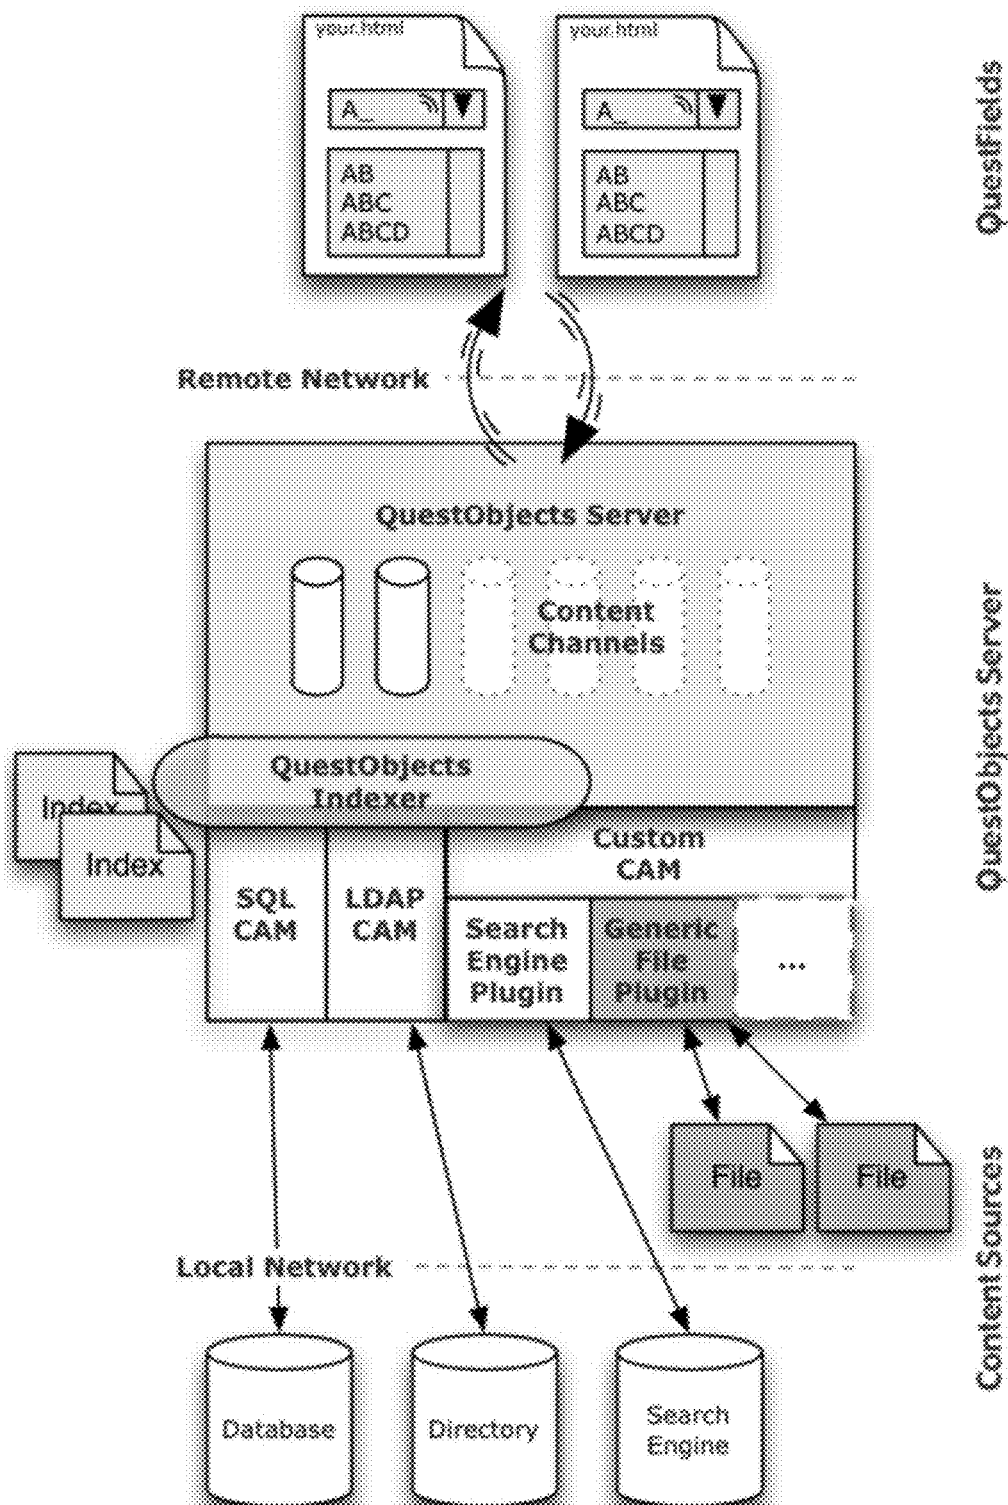 your.html
your.html
A_
A_
AB
ABC
ABCD
AB
ABC
ABCD
QuestFields
Remote Network
QuestObjects Server
Content
Channels
QuestObjects Server
QuestObjects
Indexer
Index
Index
Custom
CAM
SQL
CAM
LDAP
CAM
Search
Engine
Plugin
Generic
File
Plugin
...
File
File
Content Sources
Local Network
Database
Directory
Search
Engine